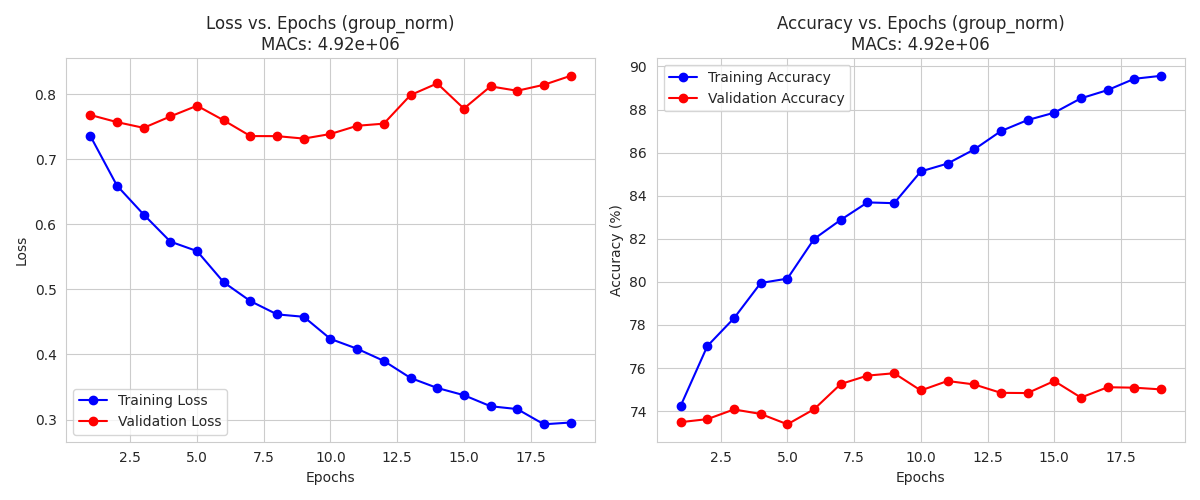 Loss vs. Epochs (group_norm)
MACs: 4.92e+06
0.8
0.7
0.6
0.5
0.4
0.3
Loss
Training Loss
Validation Loss
2.5 5.0 7.5 10.0 12.5 15.0 17.5
Epochs
Accuracy vs. Epochs (group_norm)
MACs: 4.92e+06
90
88
86
84
82
80
78
76
74
Accuracy (%)
Training Accuracy
Validation Accuracy
2.5 5.0 7.5 10.0 12.5 15.0 17.5
Epochs